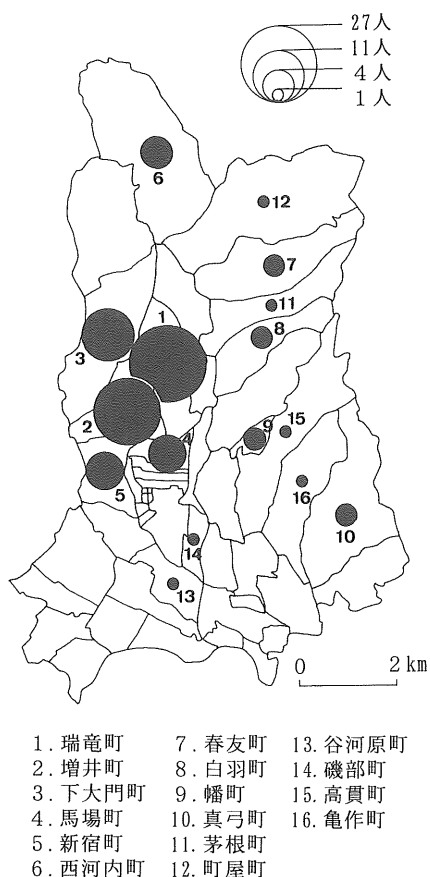 27人
11人
4人
1人
6
12
7
1
11
3
8
2
4
9
15
5
16
10
14
13
0 2 km
1.瑞竜町 7.春友町 13.谷河原町
2.増井町 8.白羽町 14.磯部町
3.下大門町 9.幡町 15.高貫町
4.馬場町 10.真弓町 16.亀作町
5.新宿町 11.茅根町
6.西河内町 12.町屋町